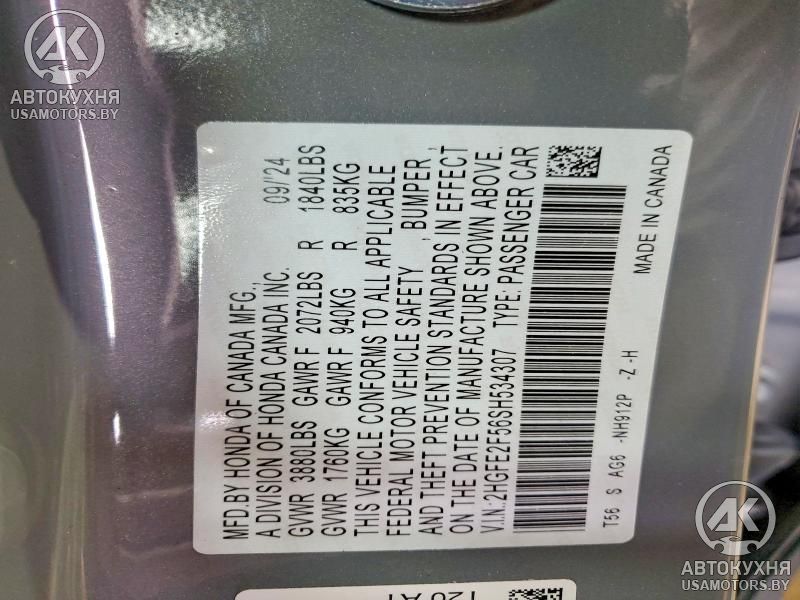 АК
АВТОКУХНЯ
USAMOTORS.BY
MFD.BY HONDA OF CANADA MFG., 09/'24
A DIVISION OF HONDA CANADA INC.
GVWR 3880LBS GAWR F 2072LBS R 1840LBS
GVWR 1760KG GAWR F 940KG R 835KG
THIS VEHICLE CONFORMS TO ALL APPLICABLE
FEDERAL MOTOR VEHICLE SAFETY , BUMPER ,
AND THEFT PREVENTION STANDARDS IN EFFECT
ON THE DATE OF MANUFACTURE SHOWN ABOVE.
V.I.N.: 2HGFE2F56SH534307 TYPE: PASSENGER CAR
T56 S AG6 -NH912P -Z -H
MADE IN CANADA
АК
АВТОКУХНЯ
USAMOTORS.BY